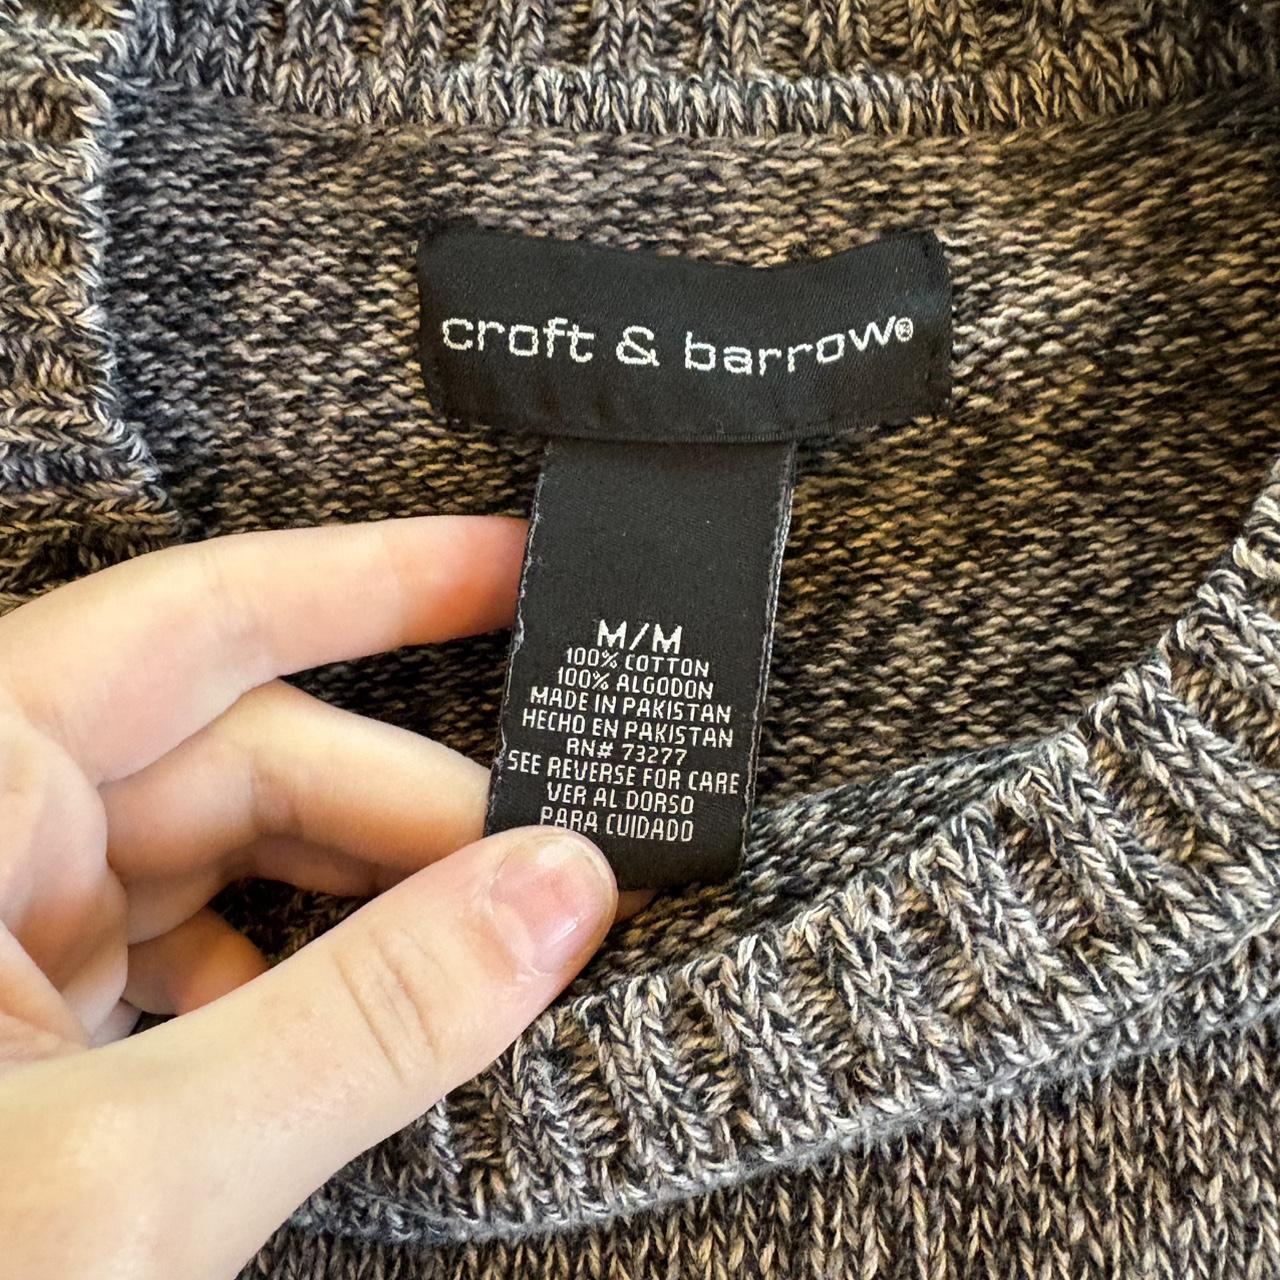 croft & barrow®
M/M
100% COTTON
100% ALGODON
MADE IN PAKISTAN
HECHO EN PAKISTAN
RN# 73277
SEE REVERSE FOR CARE
VER AL DORSO
PARA CUIDADO